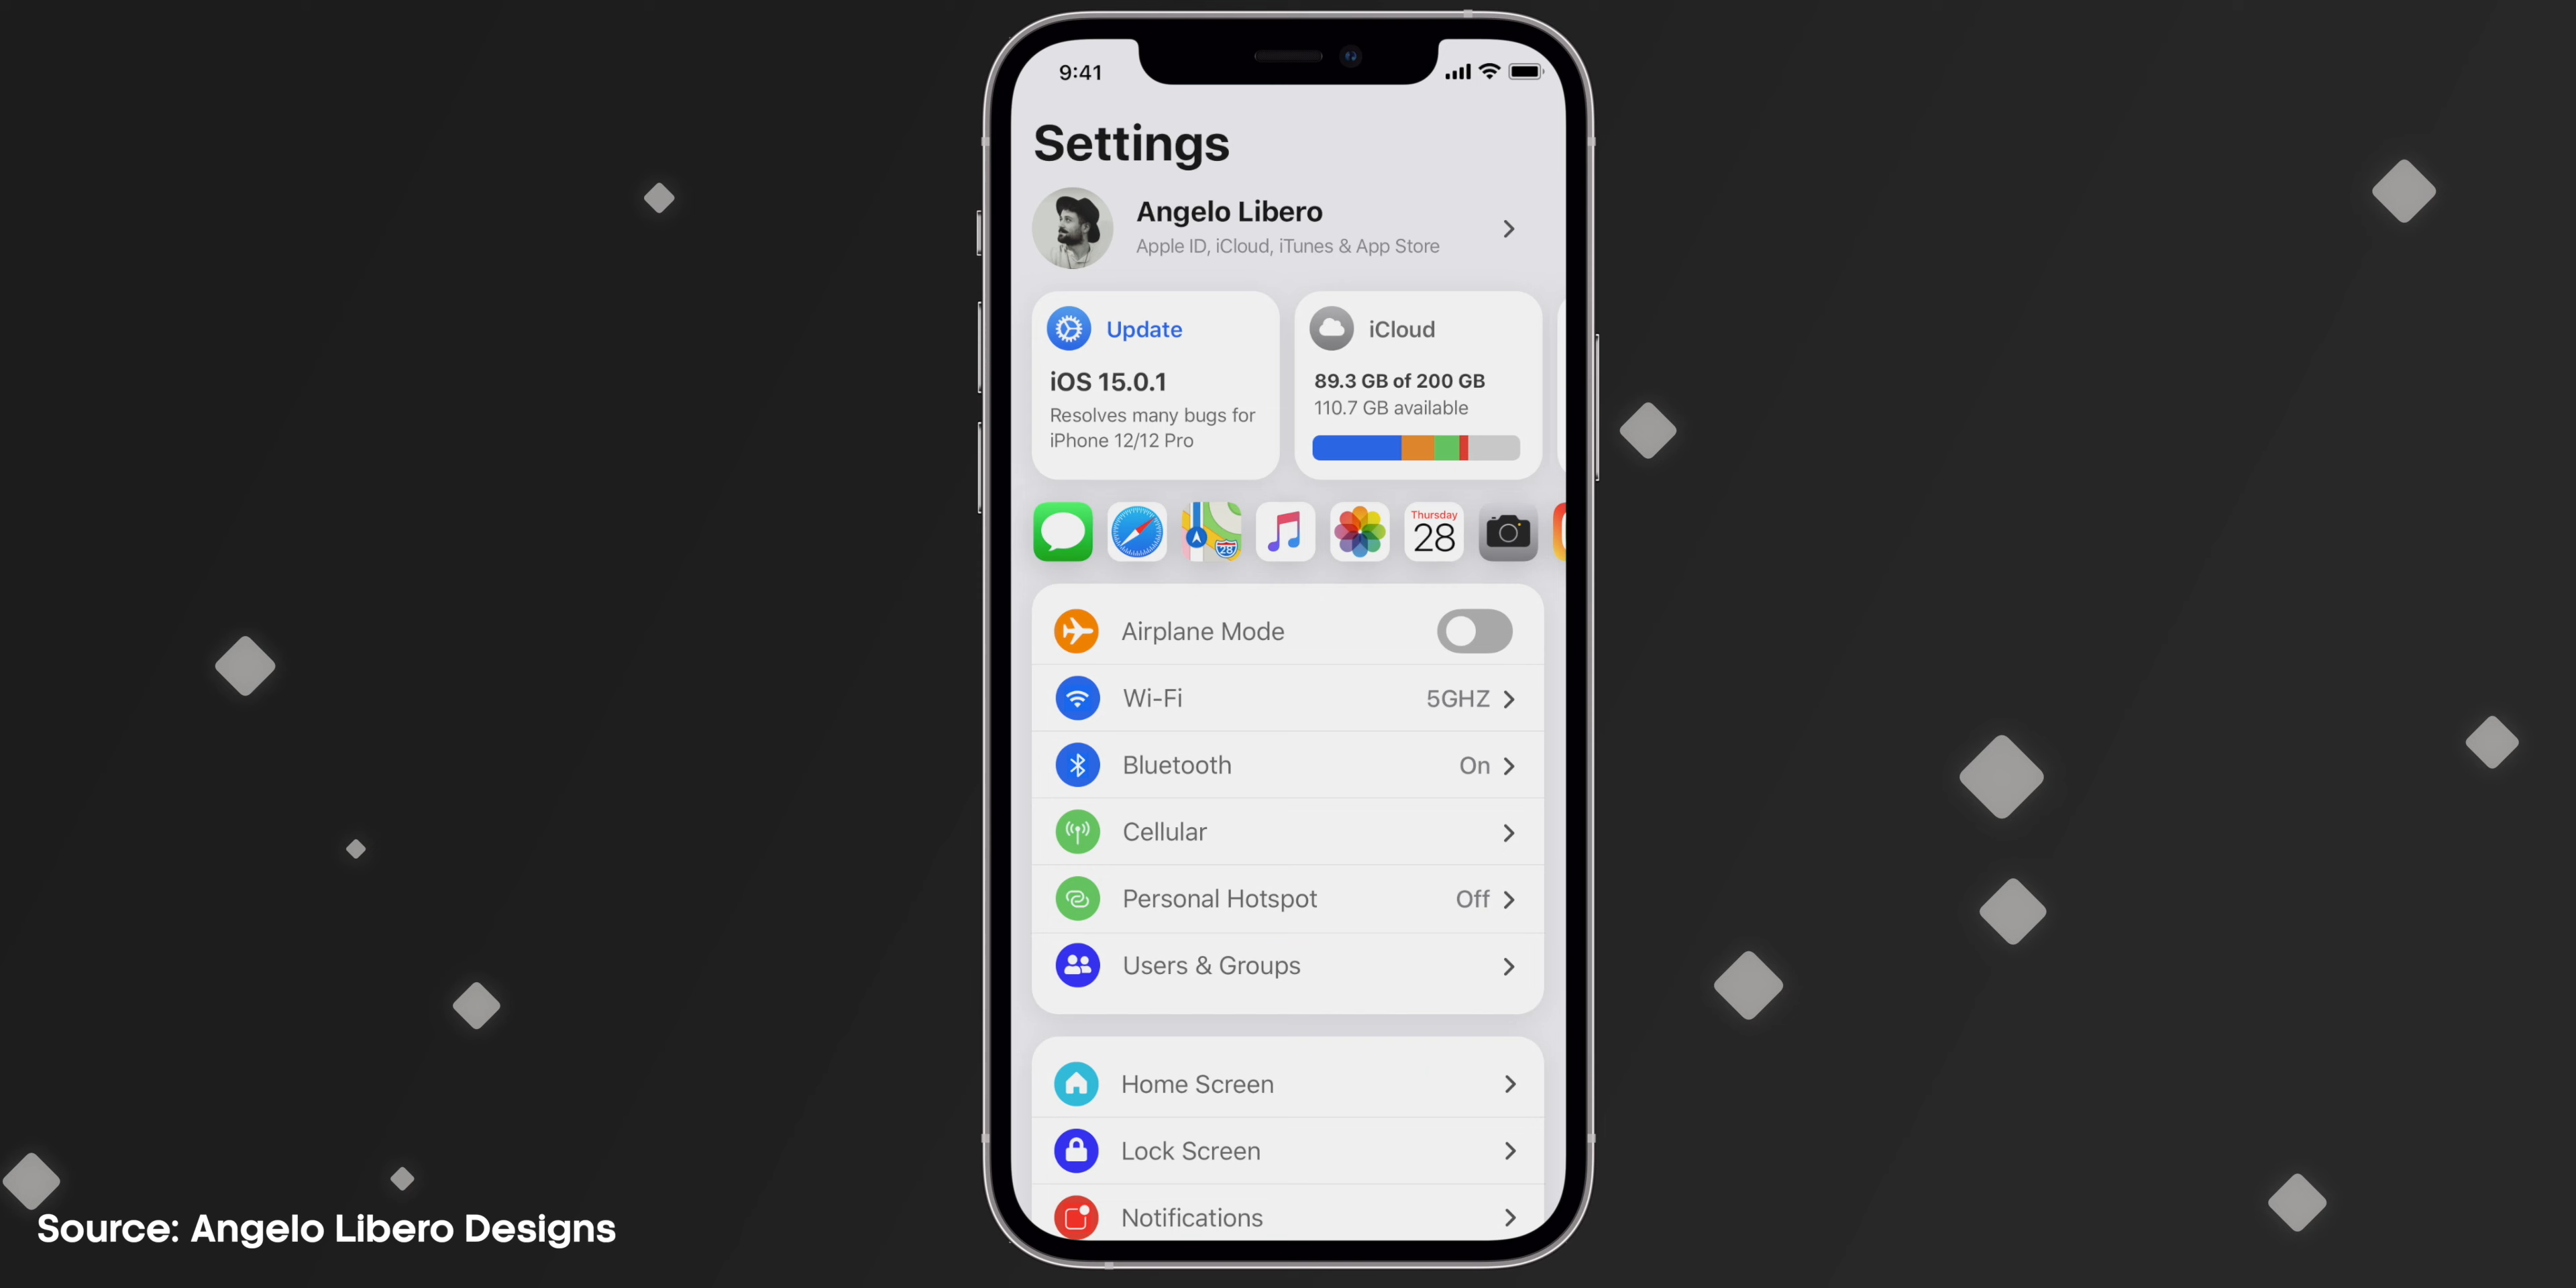 9:41
Settings
Angelo Libero
Apple ID, iCloud, iTunes & App Store
Update
iOS 15.0.1
Resolves many bugs for
iPhone 12/12 Pro
iCloud
89.3 GB of 200 GB
110.7 GB available
280
Thursday
28
Airplane Mode
Wi-Fi
5GHZ
Bluetooth
On
Cellular
Personal Hotspot
Off
Users & Groups
Home Screen
Lock Screen
Notifications
Source: Angelo Libero Designs